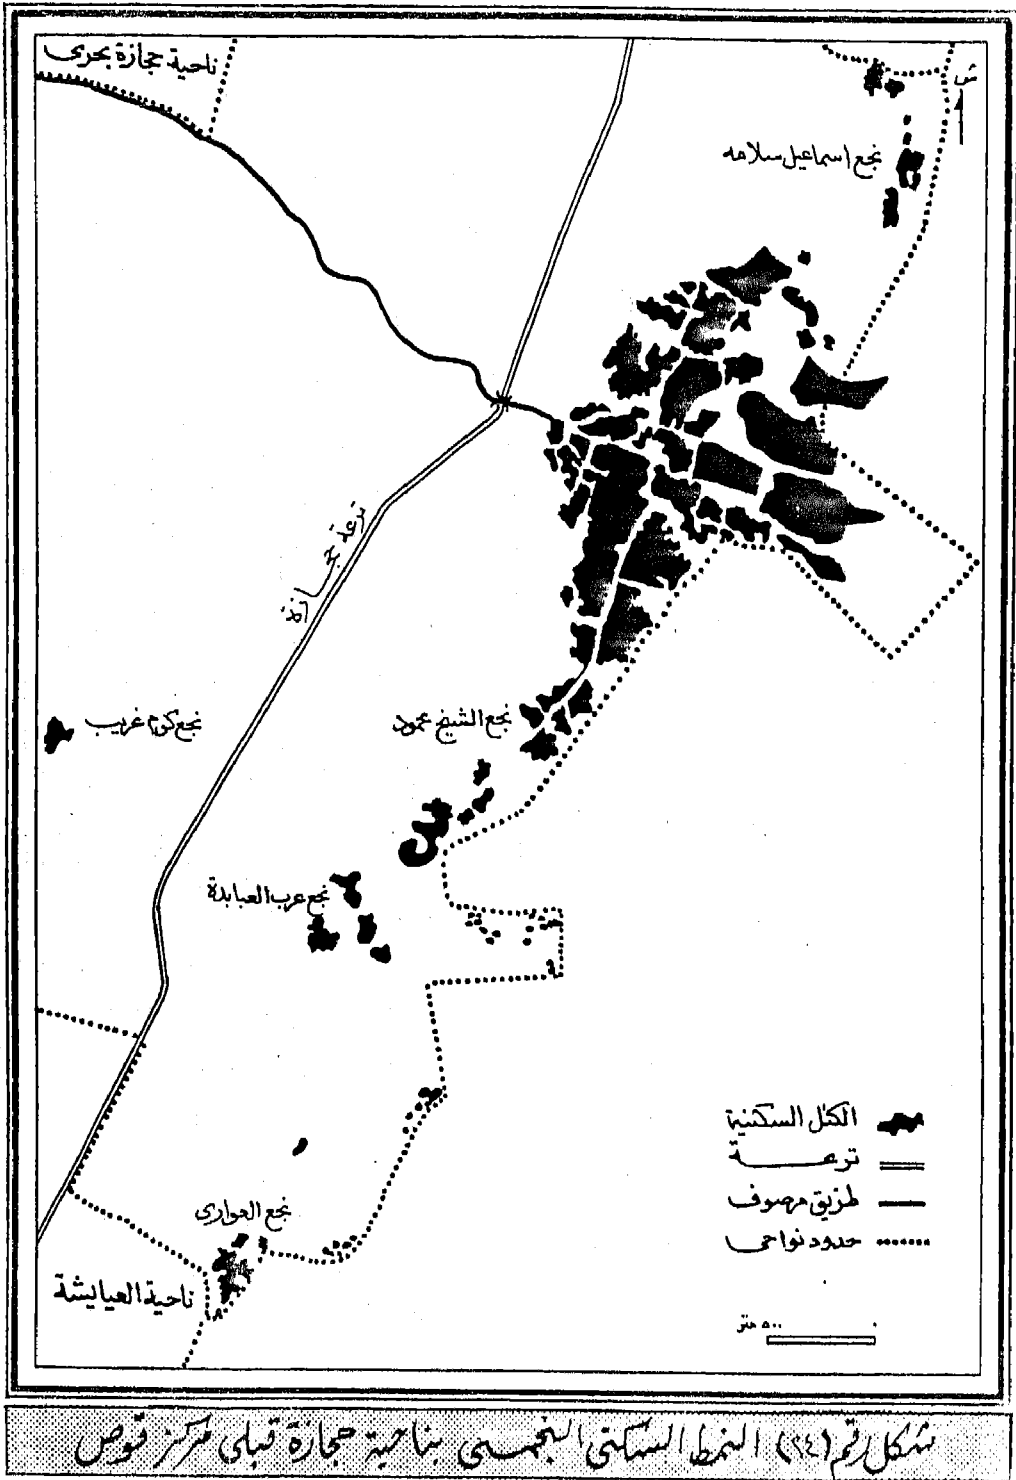 ناحية حجازة بحرى
ش
نجع اسماعيل سلامه
ترعة حجازة
نجع كوم غريب
نجع الشيخ محمود
نجع عرب العبابدة
نجع العوارى
ناحية العيايشة
الكتل السكنية
ترعة
طريق مرصوف
حدود نواحى
٥٠٠ متر
٠
شكل رقم (٢٤) النمط السكنى النجمى بناحية حجازة قبلى مركز قوص